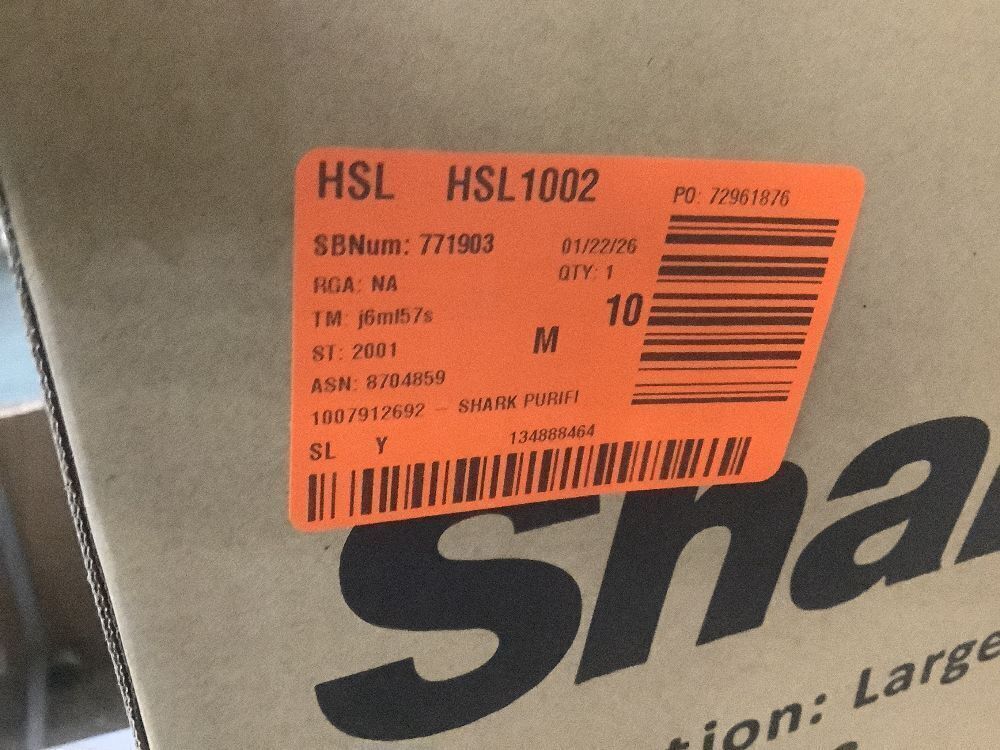 HSL HSL1002
PO: 72961876
SBNum: 771903 01/22/26
RGA: NA QTY: 1
TM: j6ml57s 10
ST: 2001 M
ASN: 8704859
1007912692 - SHARK PURIFI
SL Y 134888464
Sha
tion: Large